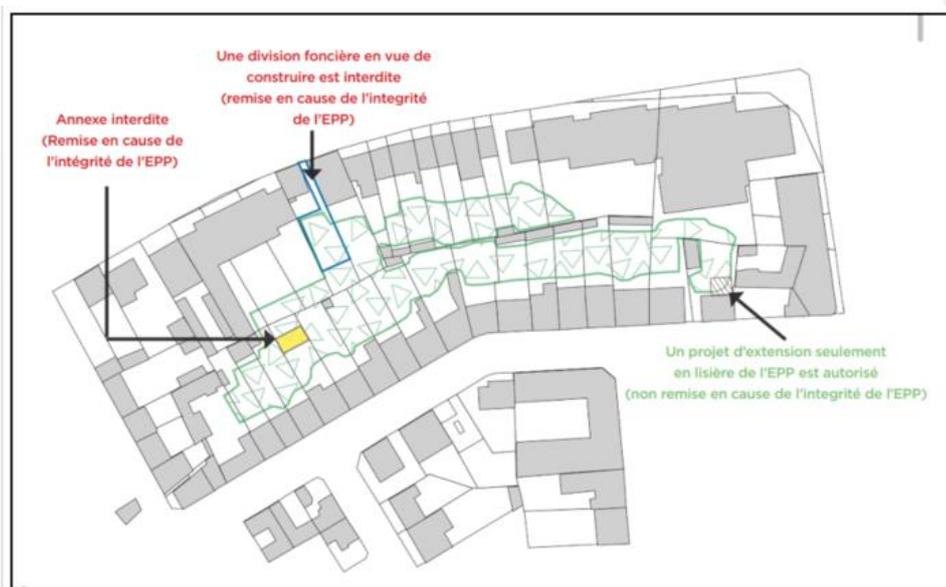 Une division foncière en vue de
construire est interdite
(remise en cause de l'integrité
de l'EPP)
Annexe interdite
(Remise en cause de
l'intégrité de l'EPP)
Un projet d'extension seulement
en lisière de l'EPP est autorisé
(non remise en cause de l'integrité de l'EPP)